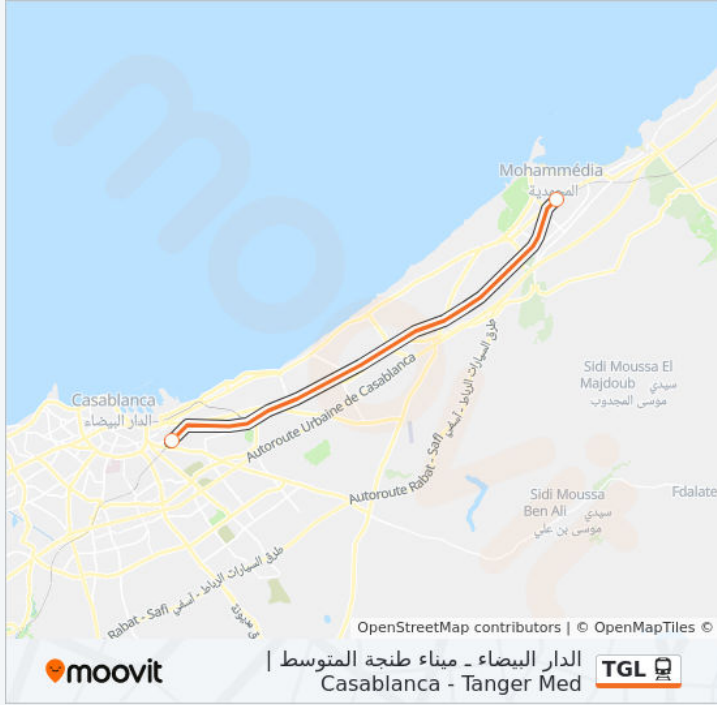 Mohammédia
المحمدية
Sidi Moussa El
Majdoub سيدي
موسى المجدوب
Casablanca
الدار البيضاء-
Autoroute Urbaine de Casablanca
Autoroute Rabat - Safi طرق السيارات الرباط - آسفي
Sidi Moussa
Ben Ali سيدي
موسى بن علي
Fdalate
Rabat - Safi طرق السيارات الرباط - آسفي
OpenStreetMap contributors | © OpenMapTiles ©
moovit
الدار البيضاء ـ ميناء طنجة المتوسط |
Casablanca - Tanger Med
TGL